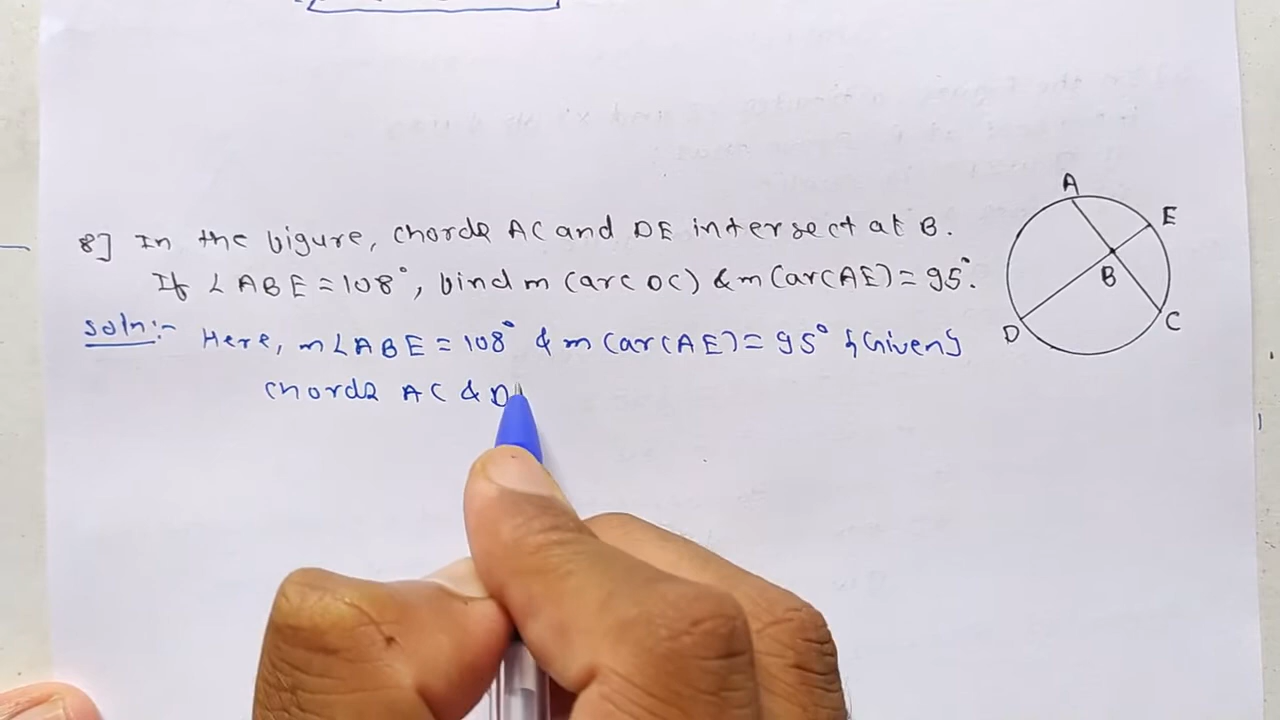 8] In the figure, chords AC and DE intersect at B.
If ∠ABE = 108°, find m (arc DC) & m (arc AE) = 95°.
Soln:- Here, m∠ABE = 108° & m (arc AE) = 95° {Given}
Chords AC & D
A
E
B
D
C